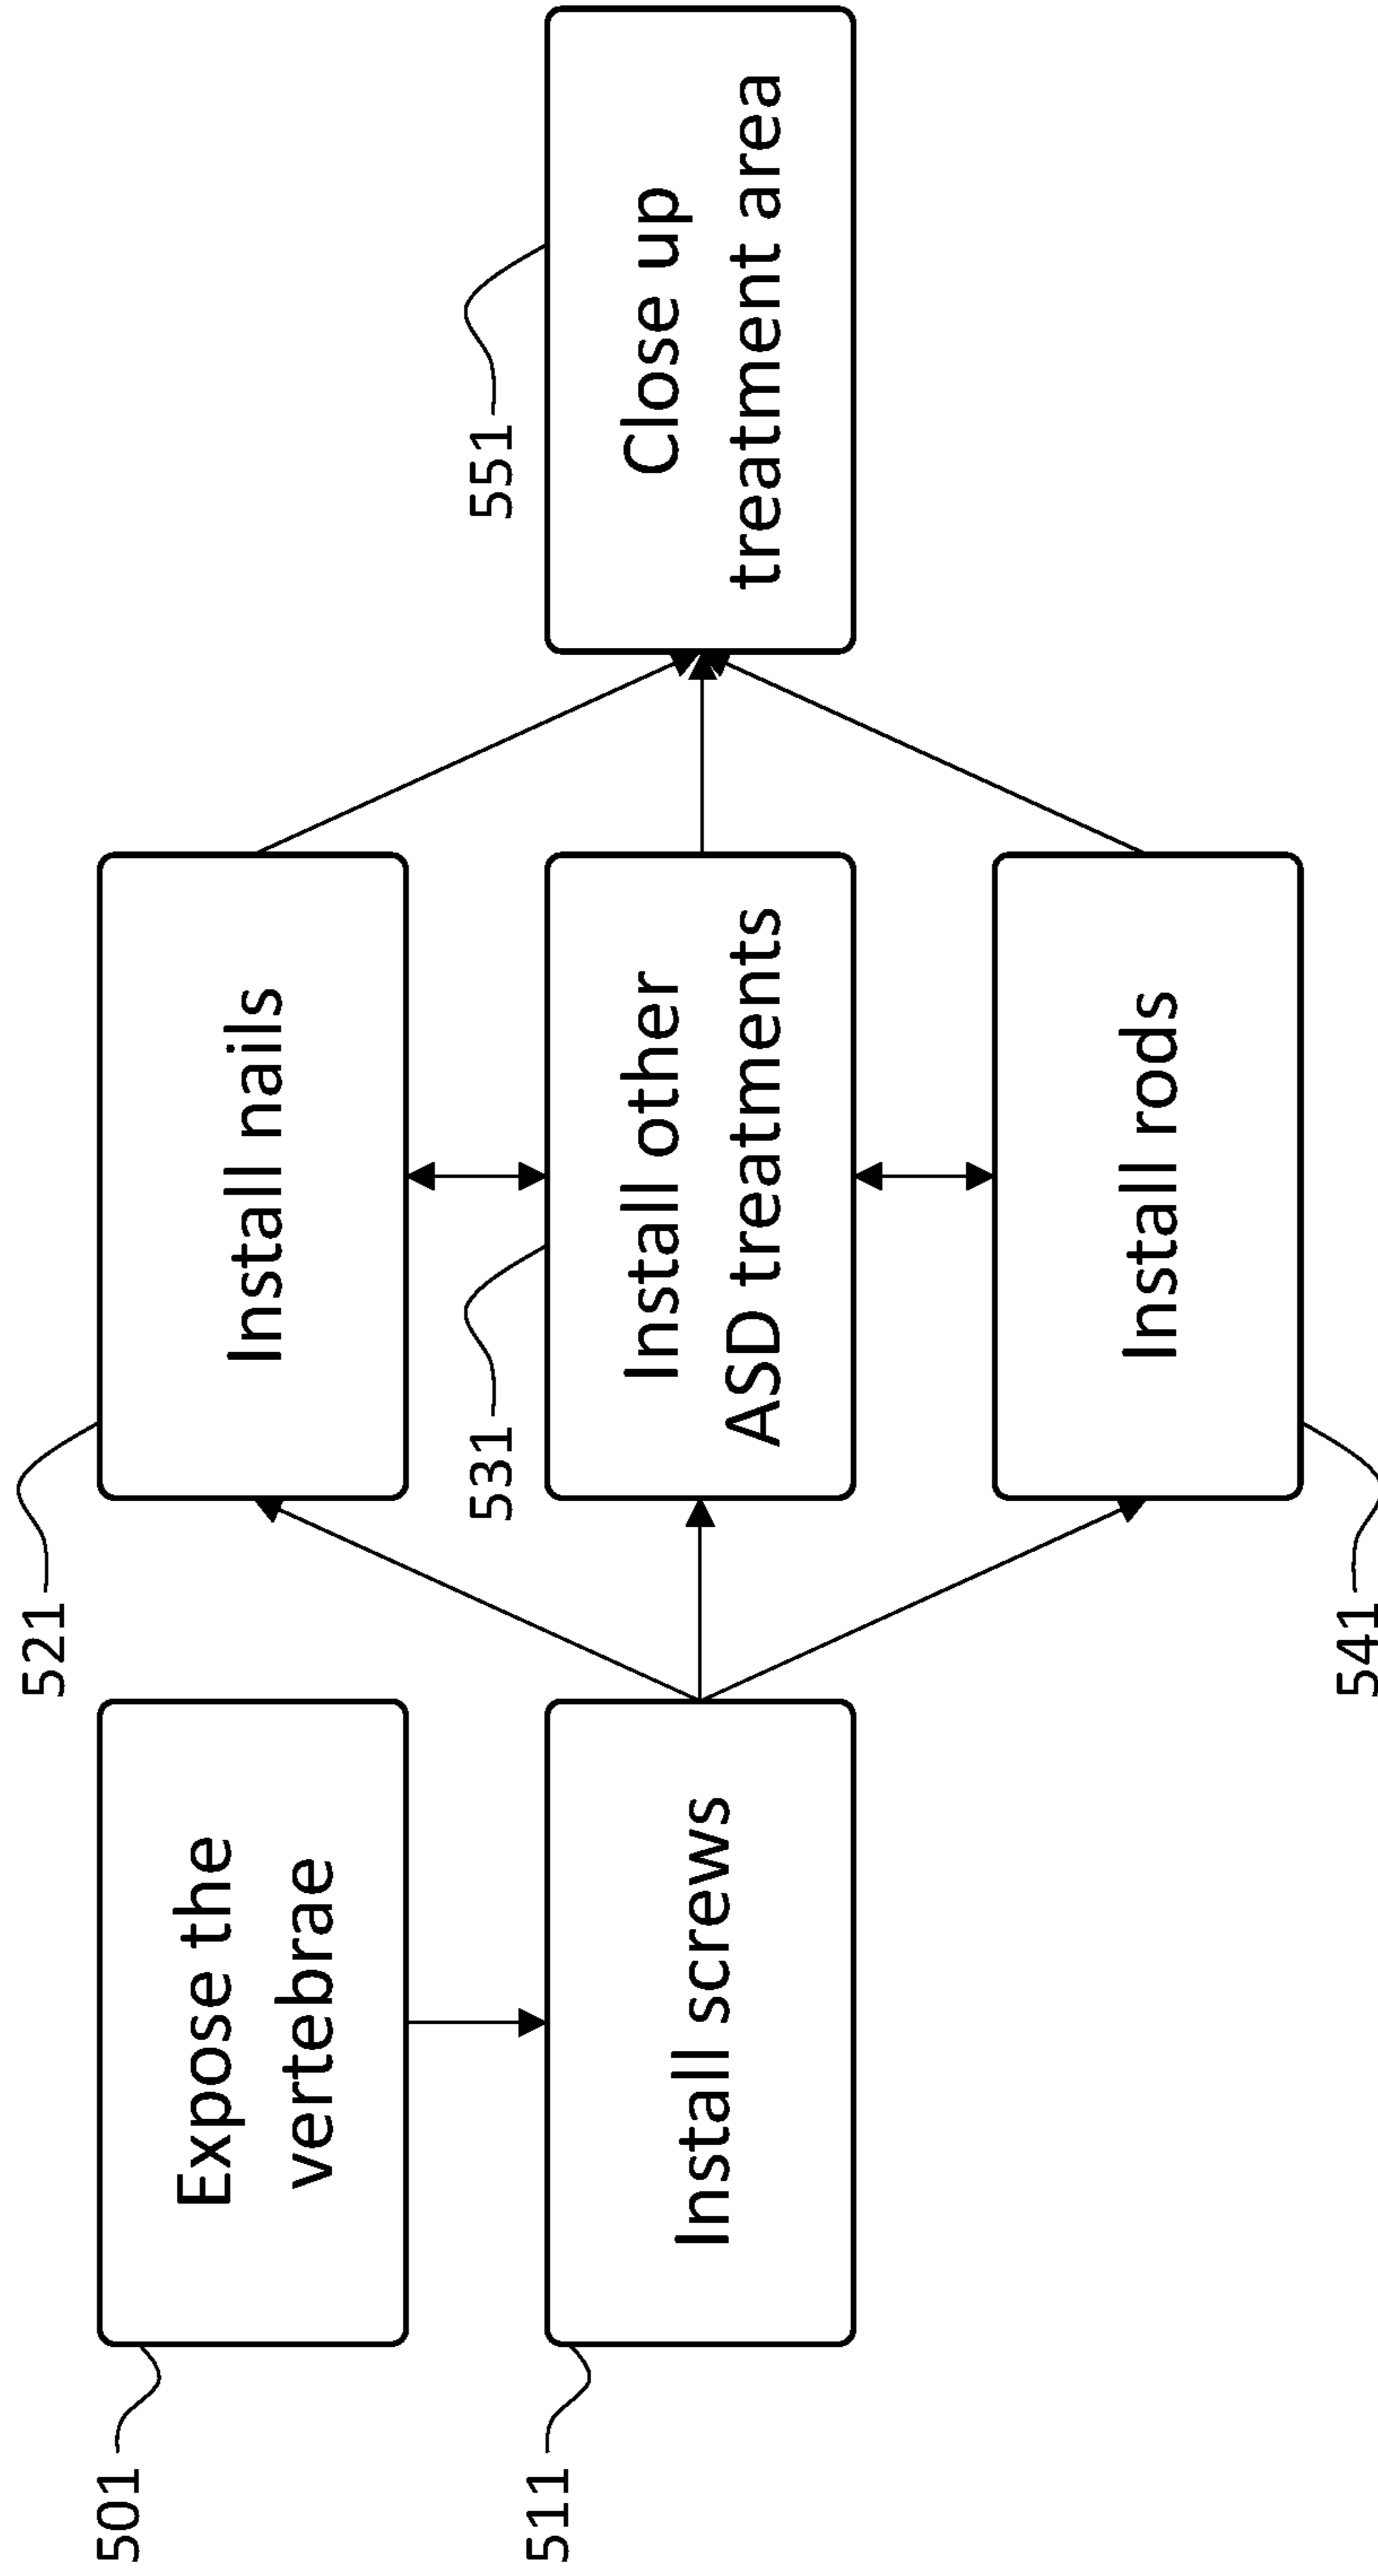 501
Expose the
vertebrae
511
Install screws
521
Install nails
531
Install other
ASD treatments
541
Install rods
551
Close up
treatment area